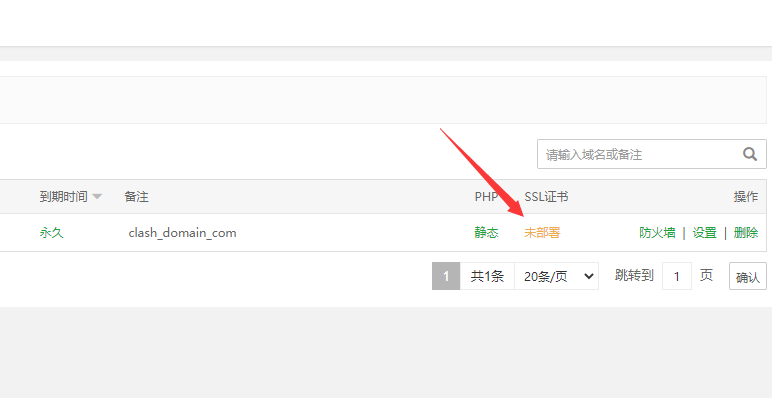 请输入域名或备注
到期时间 备注 PHP SSL证书 操作
永久 clash_domain_com 静态 未部署 防火墙 | 设置 | 删除
1 共1条 20条/页 跳转到 1 页 确认